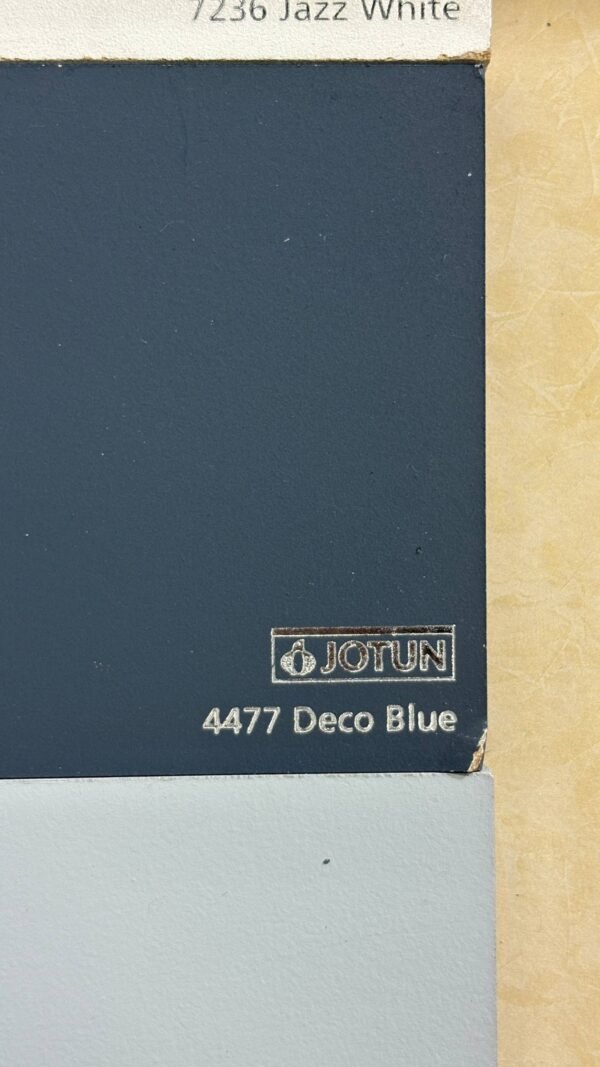 7236 Jazz White
JOTUN
4477 Deco Blue